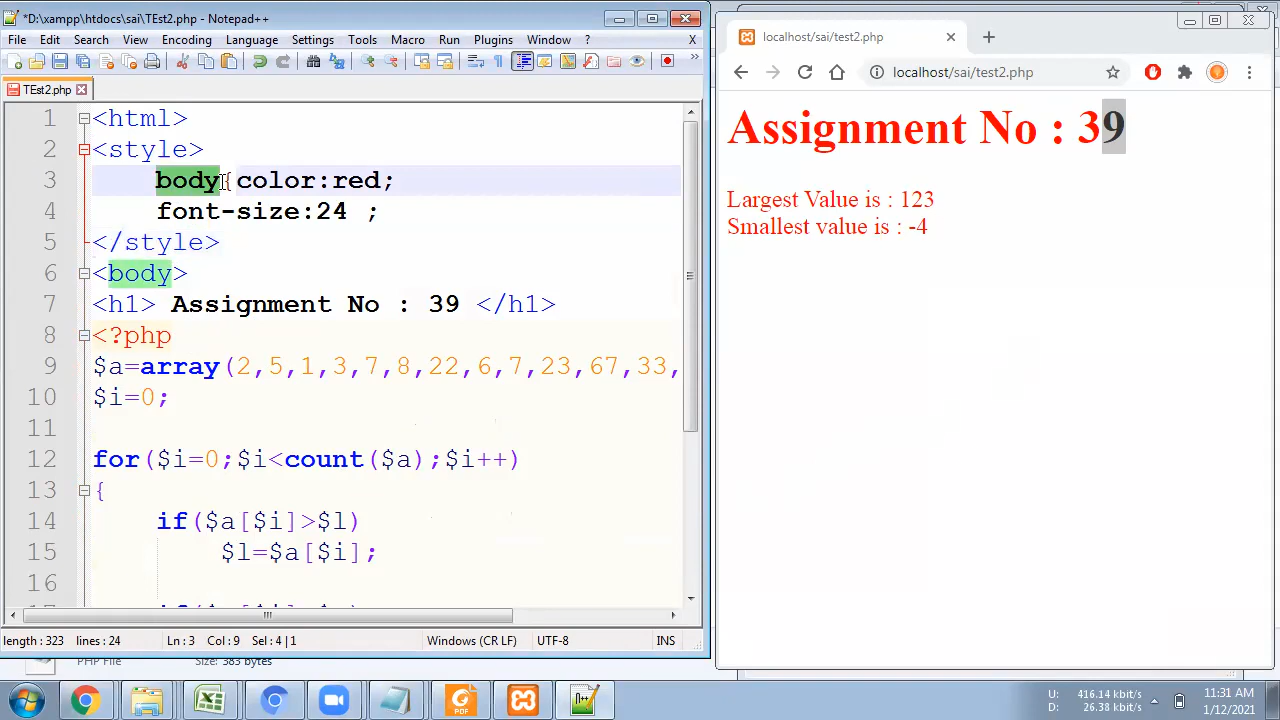 *D:\xampp\htdocs\sai\TEst2.php - Notepad++
File Edit Search View Encoding Language Settings Tools Macro Run Plugins Window ? X
TEst2.php
1 <html>
2 <style>
3 body{color:red;
4 font-size:24 ;
5 </style>
6 <body>
7 <h1> Assignment No : 39 </h1>
8 <?php
9 $a=array(2,5,1,3,7,8,22,6,7,23,67,33,
10 $i=0;
11
12 for($i=0;$i<count($a);$i++)
13 {
14 if($a[$i]>$l)
15 $l=$a[$i];
16
length : 323 lines : 24 Ln : 3 Col : 9 Sel : 4 | 1 Windows (CR LF) UTF-8 INS
PHP File Size: 383 bytes
localhost/sai/test2.php
localhost/sai/test2.php
Assignment No : 39
Largest Value is : 123
Smallest value is : -4
PDF
U: 416.14 kbit/s
D: 26.38 kbit/s
11:31 AM
1/12/2021